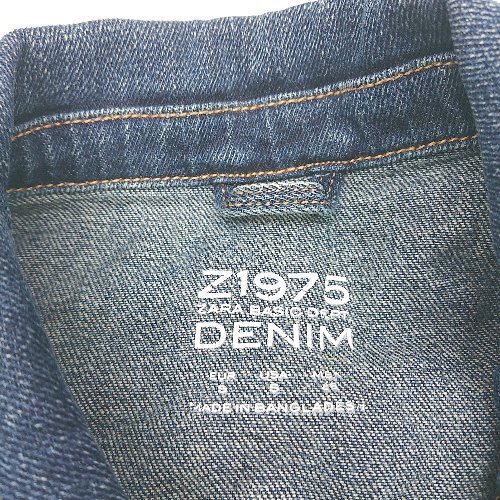 Z1975
ZARA BASIC DEPT
DENIM
EUR USA MEX
S S
MADE IN BANGLADESH